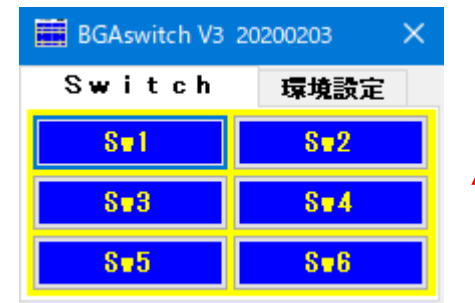 BGAswitch V3 20200203
Ｓｗｉｔｃｈ 環境設定
Sw1 Sw2
Sw3 Sw4
Sw5 Sw6